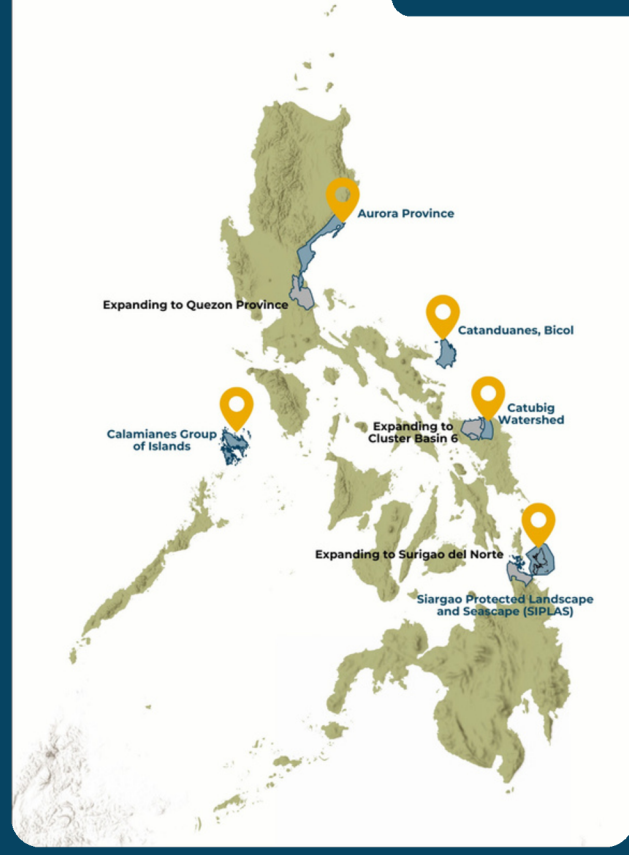 Aurora Province
Expanding to Quezon Province
Catanduanes, Bicol
Catubig
Watershed
Expanding to
Cluster Basin 6
Calamianes Group
of Islands
Expanding to Surigao del Norte
Siargao Protected Landscape
and Seascape (SIPLAS)